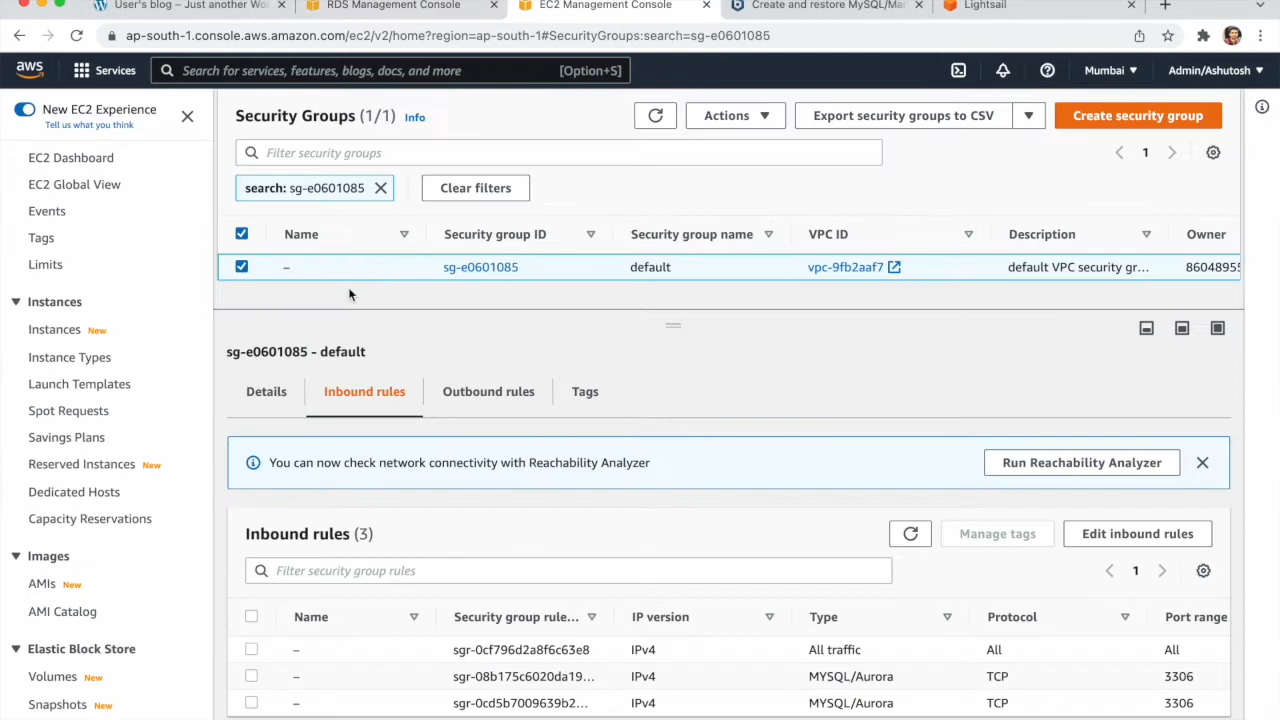 User's blog – Just another Wo
RDS Management Console
EC2 Management Console
Create and restore MySQL/Mar
Lightsail
ap-south-1.console.aws.amazon.com/ec2/v2/home?region=ap-south-1#SecurityGroups:search=sg-e0601085
aws Services Search for services, features, blogs, docs, and more [Option+S] Mumbai Admin/Ashutosh
New EC2 Experience
Tell us what you think
EC2 Dashboard
EC2 Global View
Events
Tags
Limits
Instances
Instances New
Instance Types
Launch Templates
Spot Requests
Savings Plans
Reserved Instances New
Dedicated Hosts
Capacity Reservations
Images
AMIs New
AMI Catalog
Elastic Block Store
Volumes New
Snapshots New
Security Groups (1/1) Info
Actions
Export security groups to CSV
Create security group
Filter security groups
1
search: sg-e0601085
Clear filters
Name Security group ID Security group name VPC ID Description Owner
– sg-e0601085 default vpc-9fb2aaf7 default VPC security gr... 86048955
sg-e0601085 - default
Details Inbound rules Outbound rules Tags
You can now check network connectivity with Reachability Analyzer
Run Reachability Analyzer
Inbound rules (3)
Manage tags
Edit inbound rules
Filter security group rules
1
Name Security group rule... IP version Type Protocol Port range
– sgr-0cf796d2a8f6c63e8 IPv4 All traffic All All
– sgr-08b175c6020da19... IPv4 MYSQL/Aurora TCP 3306
– sgr-0cd5b7009639b2... IPv4 MYSQL/Aurora TCP 3306